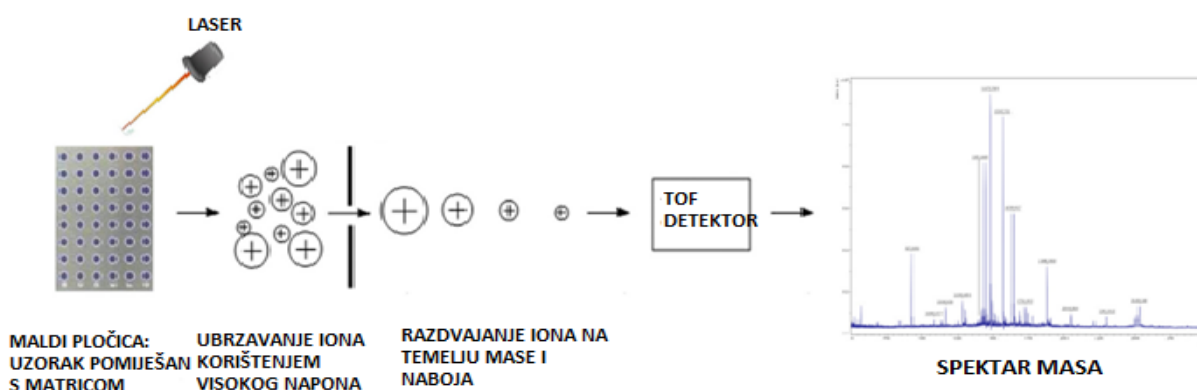 LASER
TOF
DETEKTOR
MALDI PLOČICA:
UZORAK POMIJEŠAN
S MATRICOM
UBRZAVANJE IONA
KORIŠTENJEM
VISOKOG NAPONA
RAZDVAJANJE IONA NA
TEMELJU MASE I
NABOJA
SPEKTAR MASA